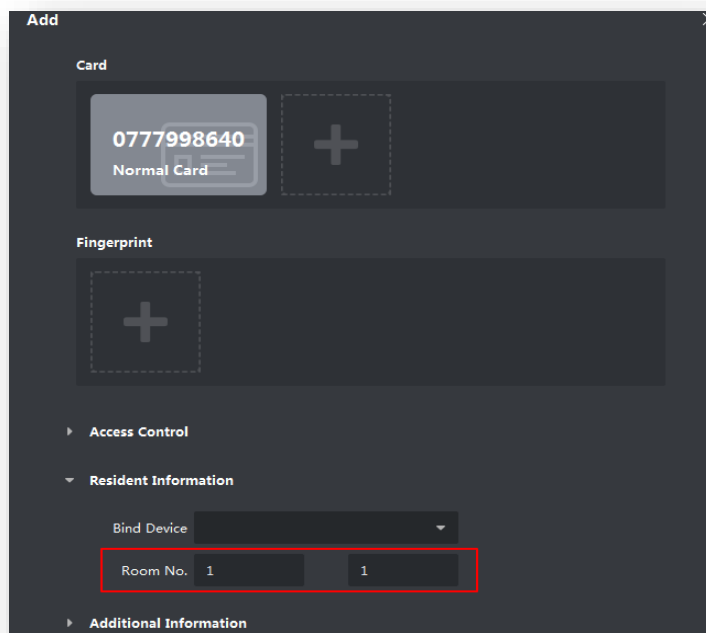 Add
Card
0777998640
Normal Card
Fingerprint
Access Control
Resident Information
Bind Device
Room No. 1 1
Additional Information